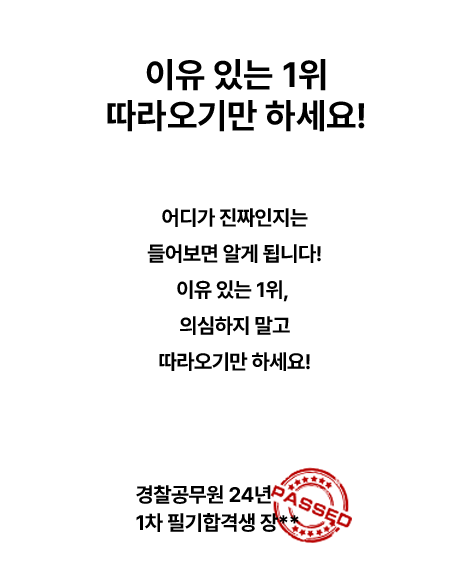 이유 있는 1위
따라오기만 하세요!
어디가 진짜인지는
들어보면 알게 됩니다!
이유 있는 1위,
의심하지 말고
따라오기만 하세요!
경찰공무원 24년
1차 필기합격생 장**
PASSED